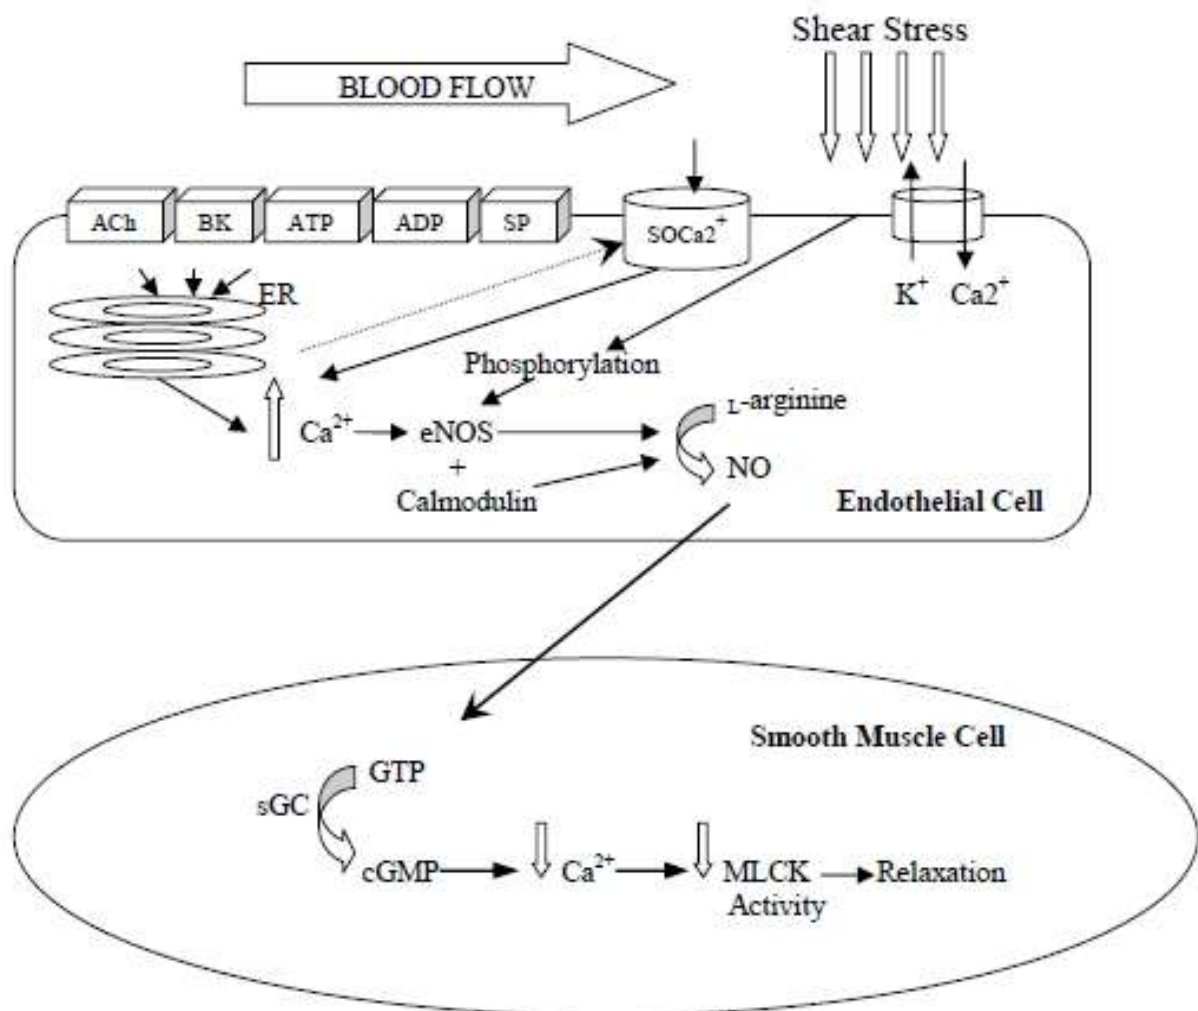 Shear Stress
BLOOD FLOW
ACh BK ATP ADP SP
SOCa2⁺
ER
K⁺ Ca2⁺
Phosphorylation
L-arginine
Ca²⁺ eNOS
+
NO
Calmodulin
Endothelial Cell
Smooth Muscle Cell
GTP
sGC
cGMP Ca²⁺ MLCK Relaxation
Activity